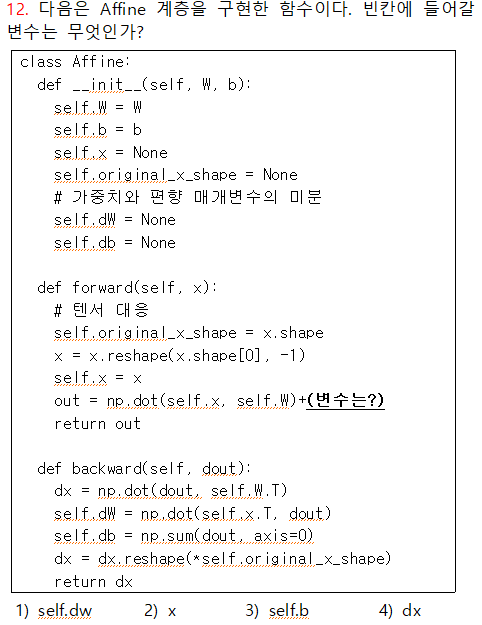 12. 다음은 Affine 계층을 구현한 함수이다. 빈칸에 들어갈
변수는 무엇인가?
class Affine:
def __init__(self, W, b):
self.W = W
self.b = b
self.x = None
self.original_x_shape = None
# 가중치와 편향 매개변수의 미분
self.dW = None
self.db = None
def forward(self, x):
# 텐서 대응
self.original_x_shape = x.shape
x = x.reshape(x.shape[0], -1)
self.x = x
out = np.dot(self.x, self.W)+(변수는?)
return out
def backward(self, dout):
dx = np.dot(dout, self.W.T)
self.dW = np.dot(self.x.T, dout)
self.db = np.sum(dout, axis=0)
dx = dx.reshape(*self.original_x_shape)
return dx
1) self.dw 2) x 3) self.b 4) dx